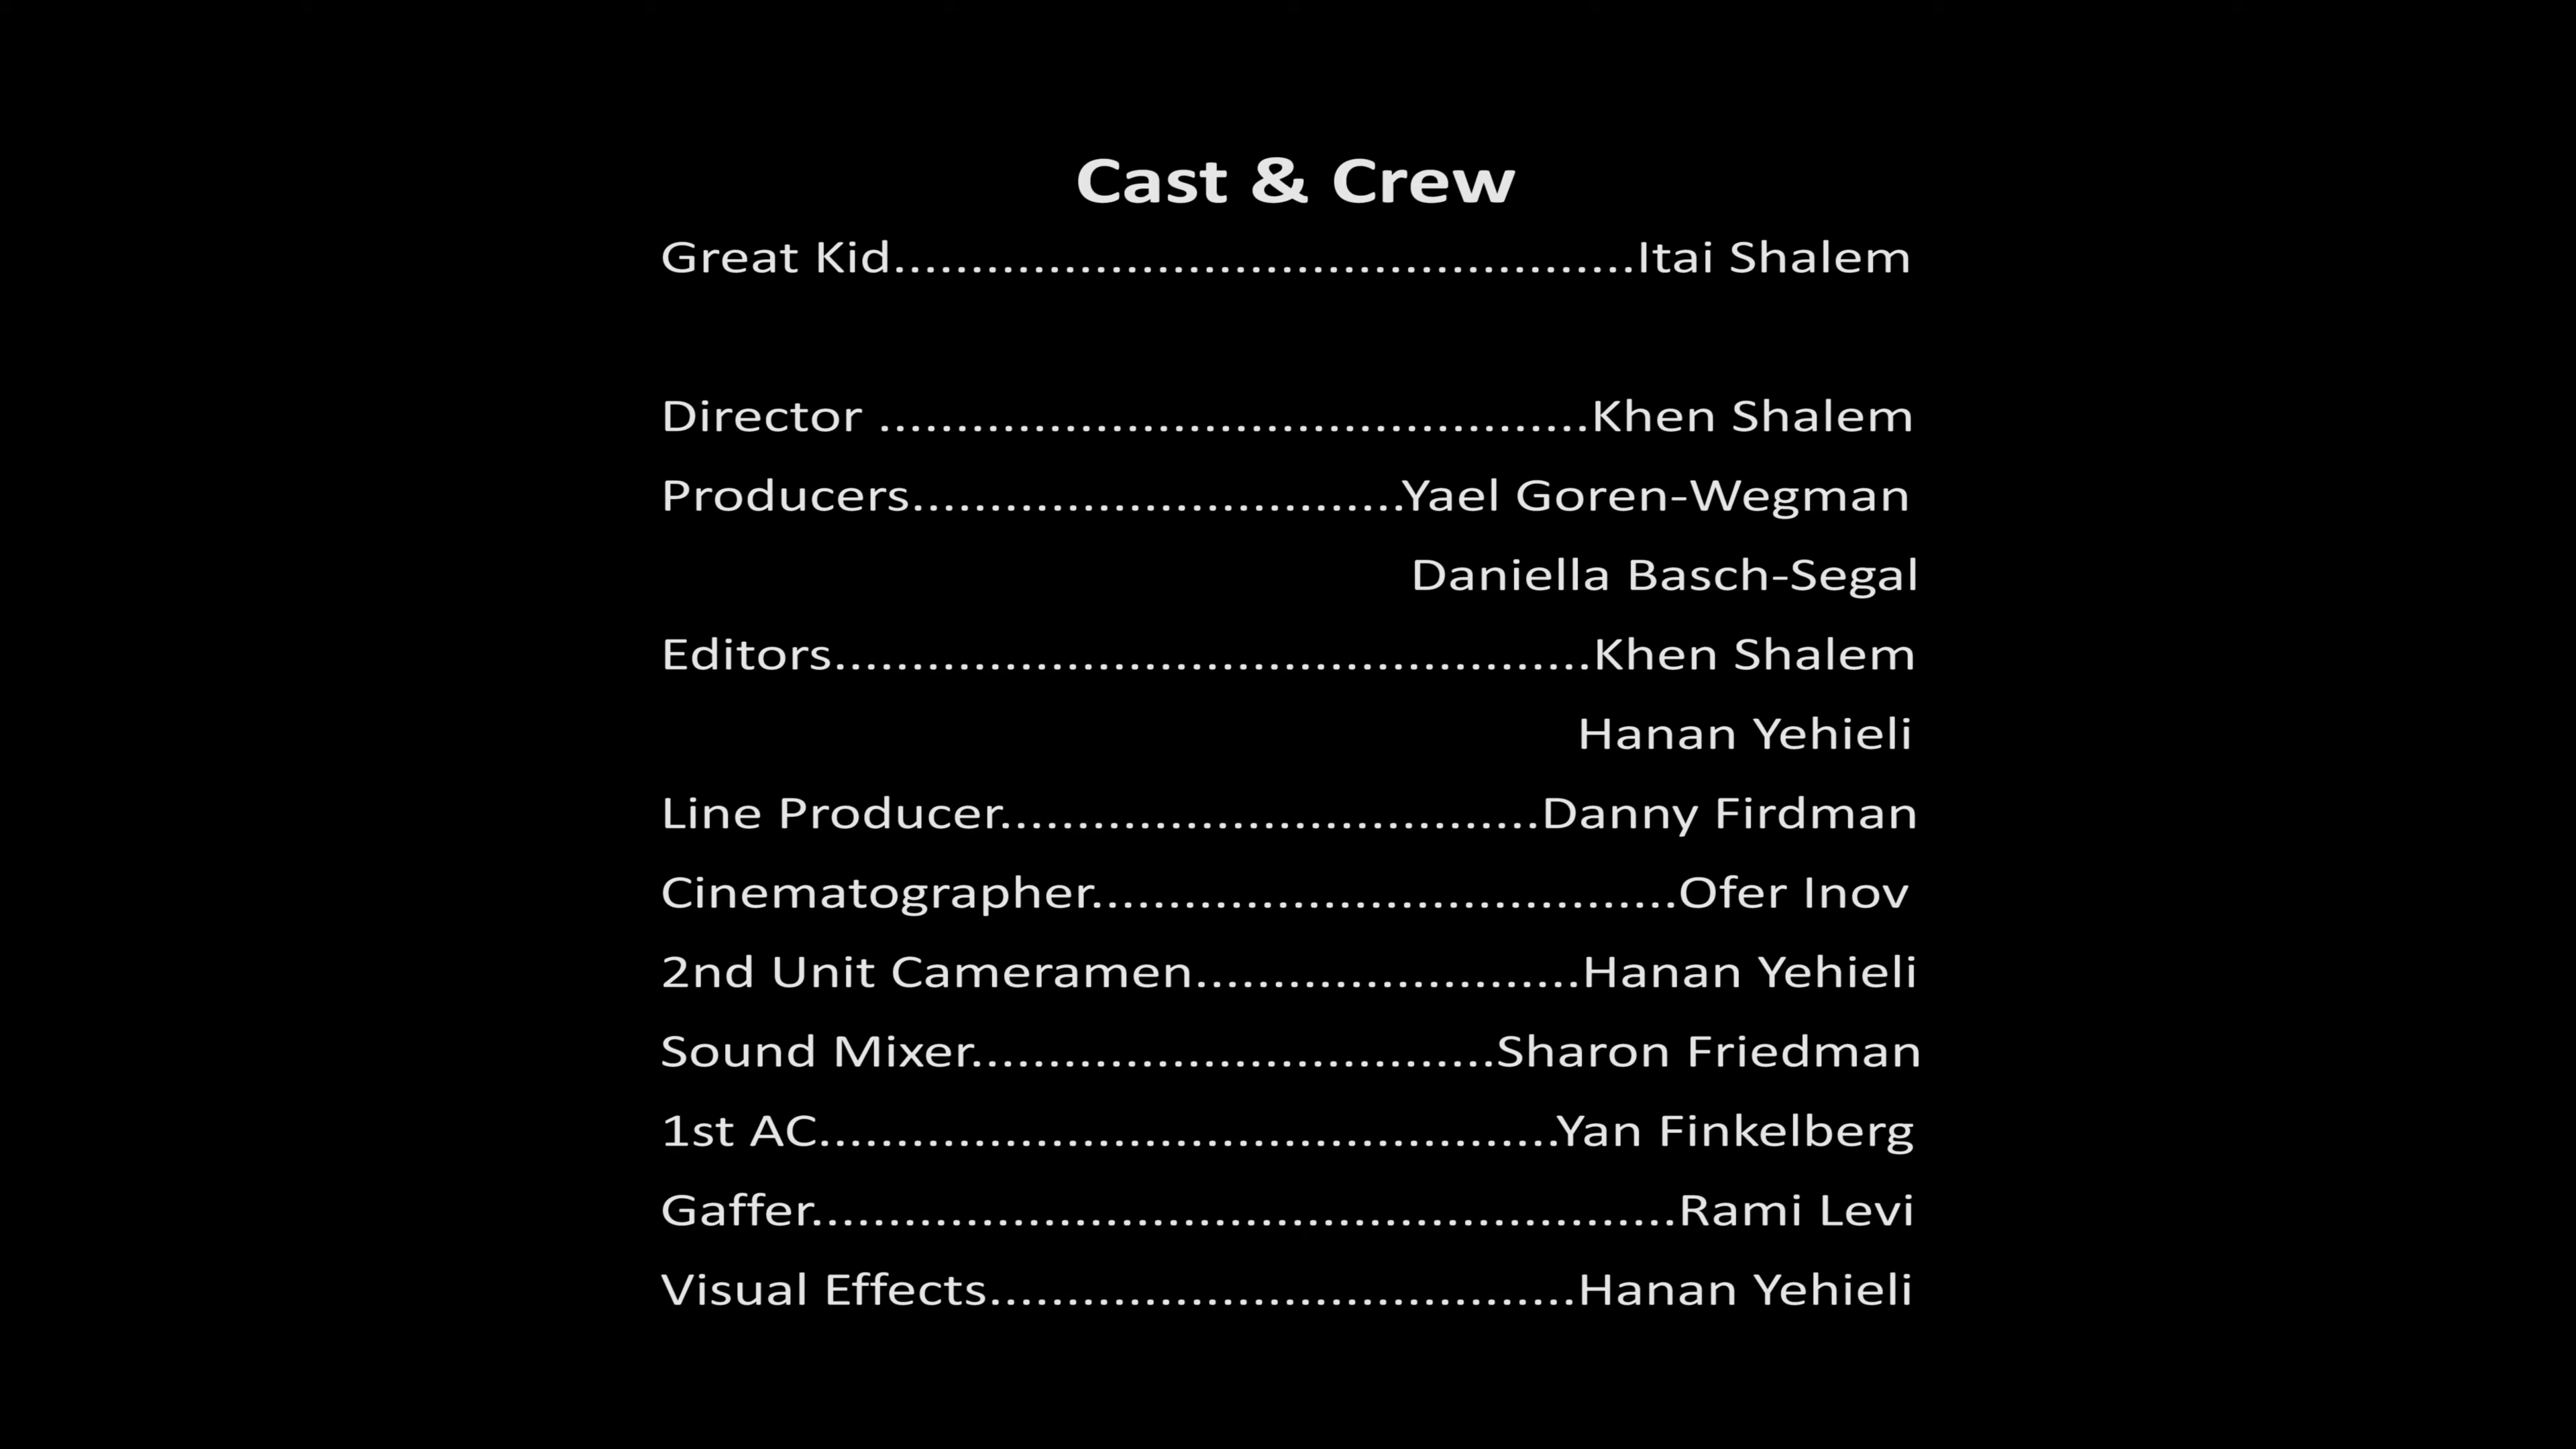 Cast & Crew
Great Kid................................................Itai Shalem
Director ..............................................Khen Shalem
Producers................................Yael Goren-Wegman
Daniella Basch-Segal
Editors.................................................Khen Shalem
Hanan Yehieli
Line Producer...................................Danny Firdman
Cinematographer......................................Ofer Inov
2nd Unit Cameramen.........................Hanan Yehieli
Sound Mixer..................................Sharon Friedman
1st AC................................................Yan Finkelberg
Gaffer........................................................Rami Levi
Visual Effects......................................Hanan Yehieli